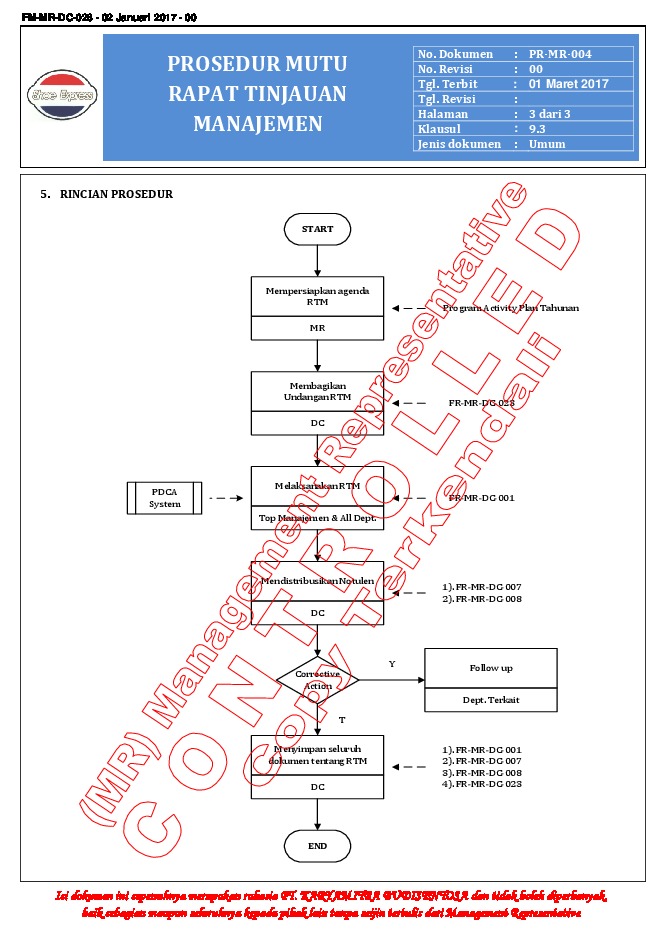 FM-MR-DC-028 - 02 Januari 2017 - 00
Shoe Express
PROSEDUR MUTU
RAPAT TINJAUAN
MANAJEMEN
No. Dokumen : PR-MR-004
No. Revisi : 00
Tgl. Terbit : 01 Maret 2017
Tgl. Revisi :
Halaman : 3 dari 3
Klausul : 9.3
Jenis dokumen : Umum
5. RINCIAN PROSEDUR
START
Mempersiapkan agenda
RTM
MR
Program Activity Plan Tahunan
Membagikan
Undangan RTM
DC
FR-MR-DC-023
PDCA
System
Melaksanakan RTM
Top Manajemen & All Dept.
FR-MR-DC-001
Mendistribusikan Notulen
DC
1). FR-MR-DC-007
2). FR-MR-DC-008
Corrective
Action
Y
T
Follow up
Dept. Terkait
Menyimpan seluruh
dokumen tentang RTM
DC
1). FR-MR-DC-001
2). FR-MR-DC-007
3). FR-MR-DC-008
4). FR-MR-DC-023
END
(MR) Management Representative
CONTROLLED
Copy Terkendali
Isi dokumen ini sepenuhnya merupakan rahasia PT. KARYAMITRA BUDISENTOSA dan tidak boleh diperbanyak,
baik sebagian maupun seluruhnya kepada pihak lain tanpa seijin tertulis dari Management Representative